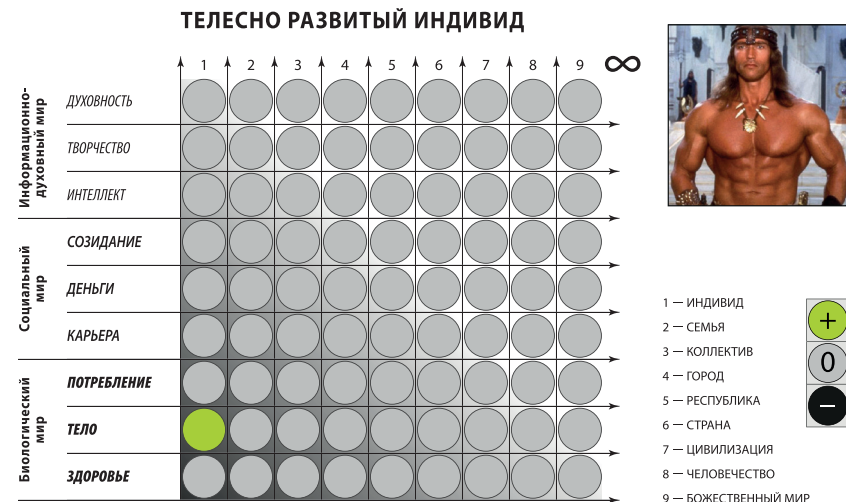 ТЕЛЕСНО РАЗВИТЫЙ ИНДИВИД
1 2 3 4 5 6 7 8 9 ∞
Информационно-
духовный мир
ДУХОВНОСТЬ
ТВОРЧЕСТВО
ИНТЕЛЛЕКТ
Социальный
мир
СОЗИДАНИЕ
ДЕНЬГИ
КАРЬЕРА
Биологический
мир
ПОТРЕБЛЕНИЕ
ТЕЛО
ЗДОРОВЬЕ
1 — ИНДИВИД
2 — СЕМЬЯ
3 — КОЛЛЕКТИВ
4 — ГОРОД
5 — РЕСПУБЛИКА
6 — СТРАНА
7 — ЦИВИЛИЗАЦИЯ
8 — ЧЕЛОВЕЧЕСТВО
9 — БОЖЕСТВЕННЫЙ МИР
+
0
—